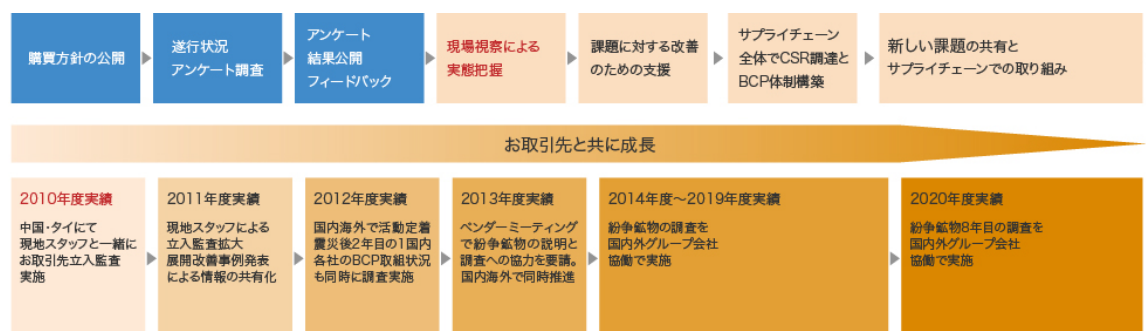 購買方針の公開
遂行状況
アンケート調査
アンケート
結果公開
フィードバック
現場視察による
実態把握
課題に対する改善
のための支援
サプライチェーン
全体でCSR調達と
BCP体制構築
新しい課題の共有と
サプライチェーンでの取り組み
お取引先と共に成長
2010年度実績
中国・タイにて
現地スタッフと一緒に
お取引先立入監査
実施
2011年度実績
現地スタッフによる
立入監査拡大
展開改善事例発表
による情報の共有化
2012年度実績
国内海外で活動定着
震災後2年目の1国内
各社のBCP取組状況
も同時に調査実施
2013年度実績
ベンダーミーティング
で紛争鉱物の説明と
調査への協力を要請。
国内海外で同時推進
2014年度~2019年度実績
紛争鉱物の調査を
国内外グループ会社
協働で実施
2020年度実績
紛争鉱物8年目の調査を
国内外グループ会社
協働で実施